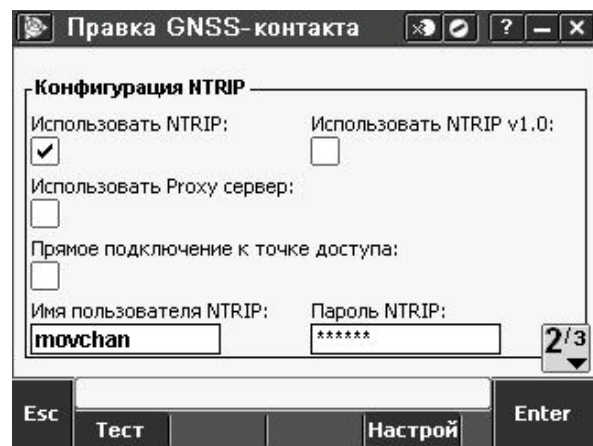 Правка GNSS-контакта ? – ×
Конфигурация NTRIP
Использовать NTRIP: Использовать NTRIP v1.0:
Использовать Proxy сервер:
Прямое подключение к точке доступа:
Имя пользователя NTRIP: Пароль NTRIP:
movchan ******
2/3
Esc Тест Настрой Enter